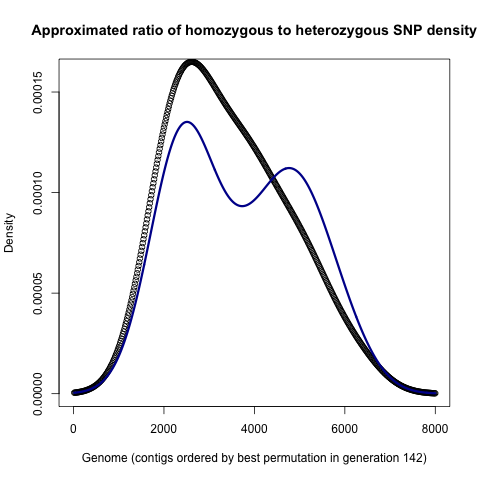 Approximated ratio of homozygous to heterozygous SNP density
Density
0.00015
0.00010
0.00005
0.00000
0 2000 4000 6000 8000
Genome (contigs ordered by best permutation in generation 142)